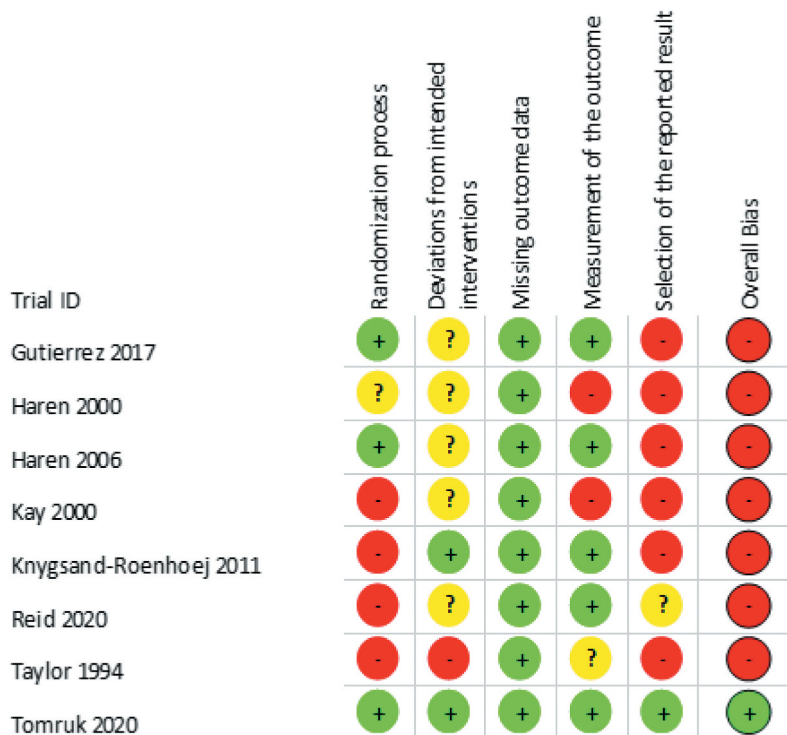 Randomization process
Deviations from intended
interventions
Missing outcome data
Measurement of the outcome
Selection of the reported result
Overall Bias
Trial ID
Gutierrez 2017 + ? + + - -
Haren 2000 ? ? + - - -
Haren 2006 + ? + + - -
Kay 2000 - ? + - - -
Knygsand-Roenhoej 2011 - + + + - -
Reid 2020 - ? + + ? -
Taylor 1994 - - + ? - -
Tomruk 2020 + + + + + +